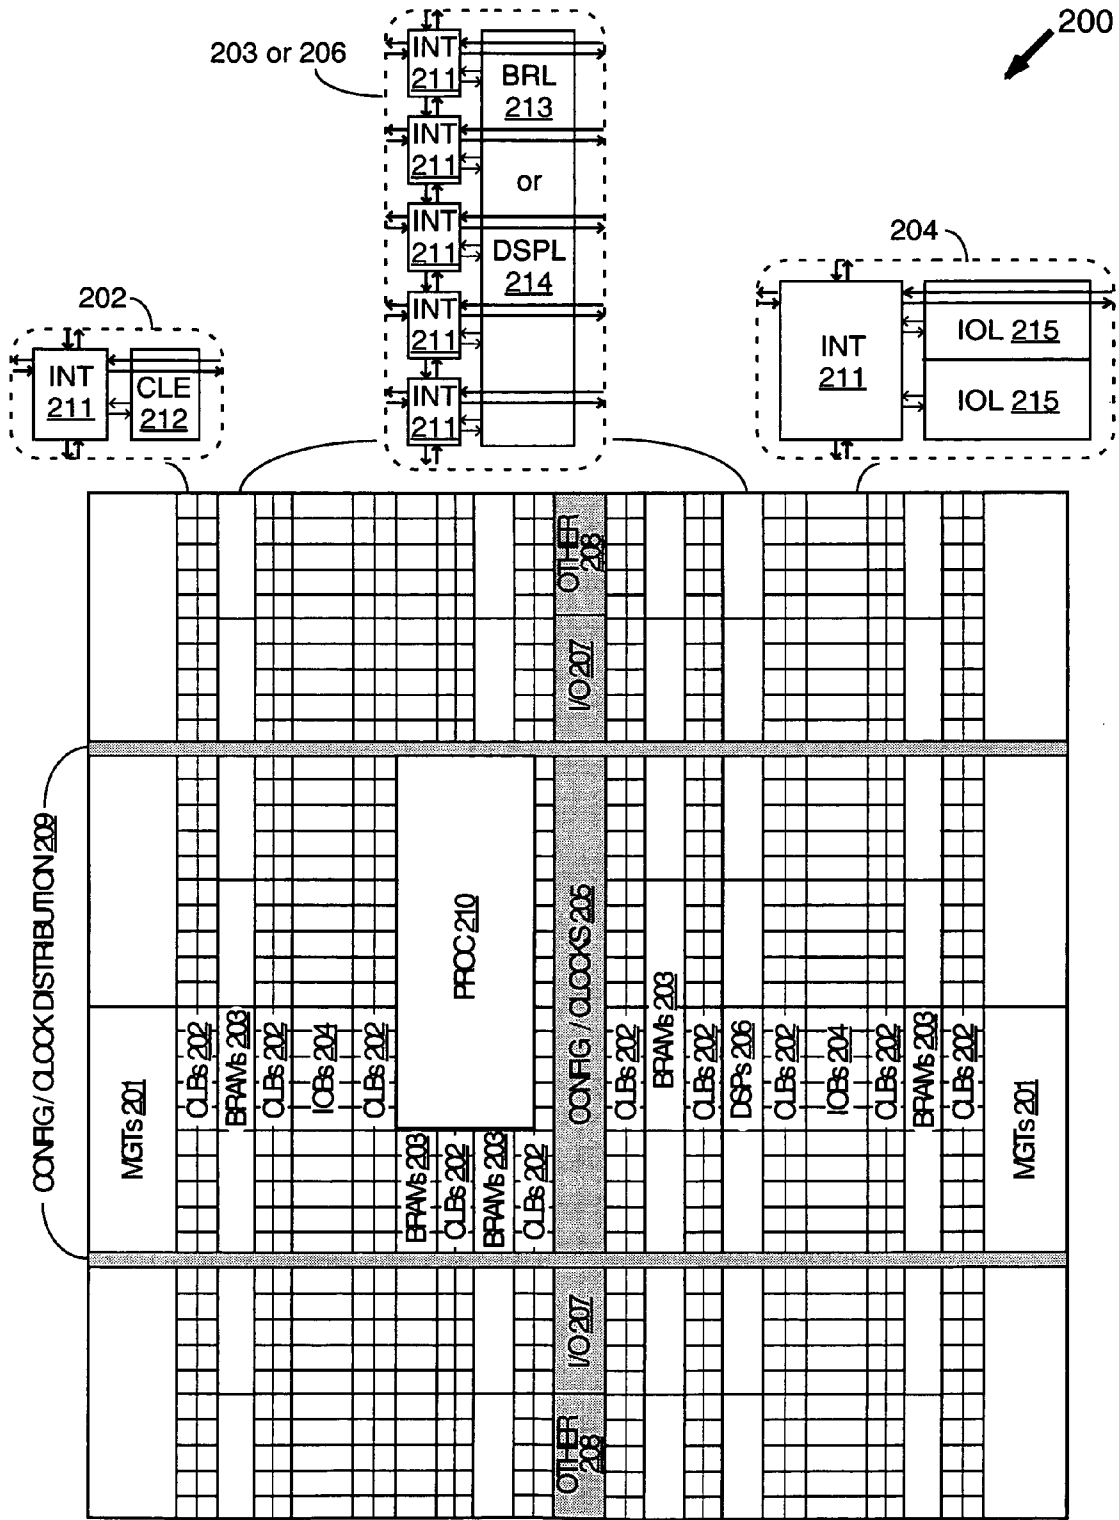 200
203 or 206
INT
211
BRL
213
INT
211
or
INT
211
DSPL
214
INT
211
INT
211
202
INT
211
CLE
212
204
INT
211
IOL 215
IOL 215
OTHER
208
I/O 207
CONFIG / CLOCK DISTRIBUTION 209
PROC 210
CONFIG / CLOCKS 205
MGTs 201
CLBs 202
BRAMs 203
CLBs 202
IOBs 204
CLBs 202
BRAMs 203
CLBs 202
BRAMs 203
CLBs 202
CLBs 202
BRAMs 203
CLBs 202
DSPs 206
CLBs 202
IOBs 204
CLBs 202
BRAMs 203
CLBs 202
MGTs 201
I/O 207
OTHER
208